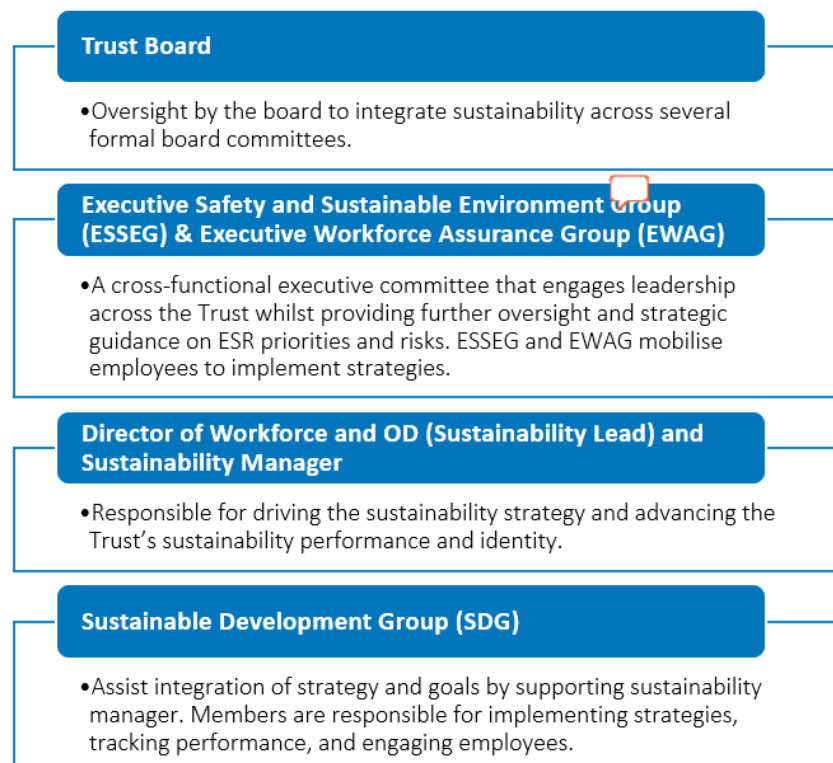 Trust Board
•Oversight by the board to integrate sustainability across several
formal board committees.
Executive Safety and Sustainable Environment Group
(ESSEG) & Executive Workforce Assurance Group (EWAG)
•A cross-functional executive committee that engages leadership
across the Trust whilst providing further oversight and strategic
guidance on ESR priorities and risks. ESSEG and EWAG mobilise
employees to implement strategies.
Director of Workforce and OD (Sustainability Lead) and
Sustainability Manager
•Responsible for driving the sustainability strategy and advancing the
Trust’s sustainability performance and identity.
Sustainable Development Group (SDG)
•Assist integration of strategy and goals by supporting sustainability
manager. Members are responsible for implementing strategies,
tracking performance, and engaging employees.